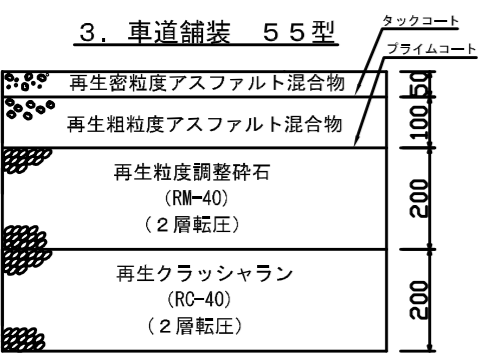 タックコート
3. 車道舗装 55型
プライムコート
再生密粒度アスファルト混合物
50
再生粗粒度アスファルト混合物
100
再生粒度調整砕石
(RM-40)
(2層転圧)
200
再生クラッシャラン
(RC-40)
(2層転圧)
200